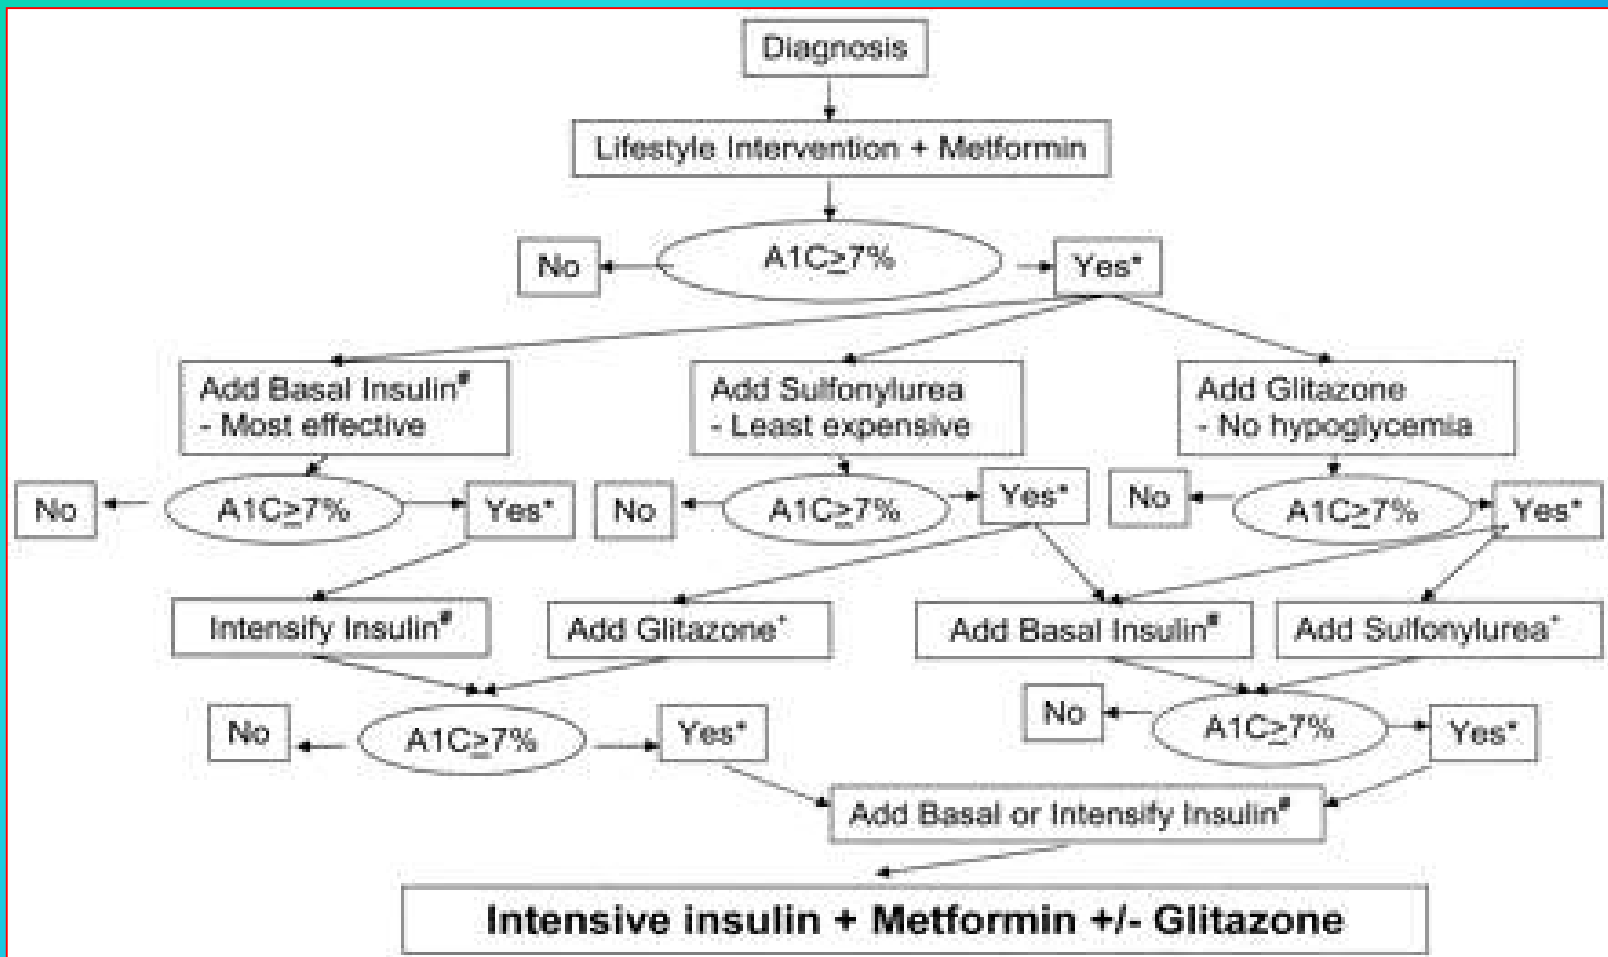 Diagnosis
Lifestyle Intervention + Metformin
No
A1C≥7%
Yes*
Add Basal Insulin#
- Most effective
Add Sulfonylurea
- Least expensive
Add Glitazone
- No hypoglycemia
No
A1C≥7%
Yes*
No
A1C≥7%
Yes*
No
A1C≥7%
Yes*
Intensify Insulin#
Add Glitazone+
Add Basal Insulin#
Add Sulfonylurea+
No
A1C≥7%
Yes*
No
A1C≥7%
Yes*
Add Basal or Intensify Insulin#
Intensive insulin + Metformin +/- Glitazone